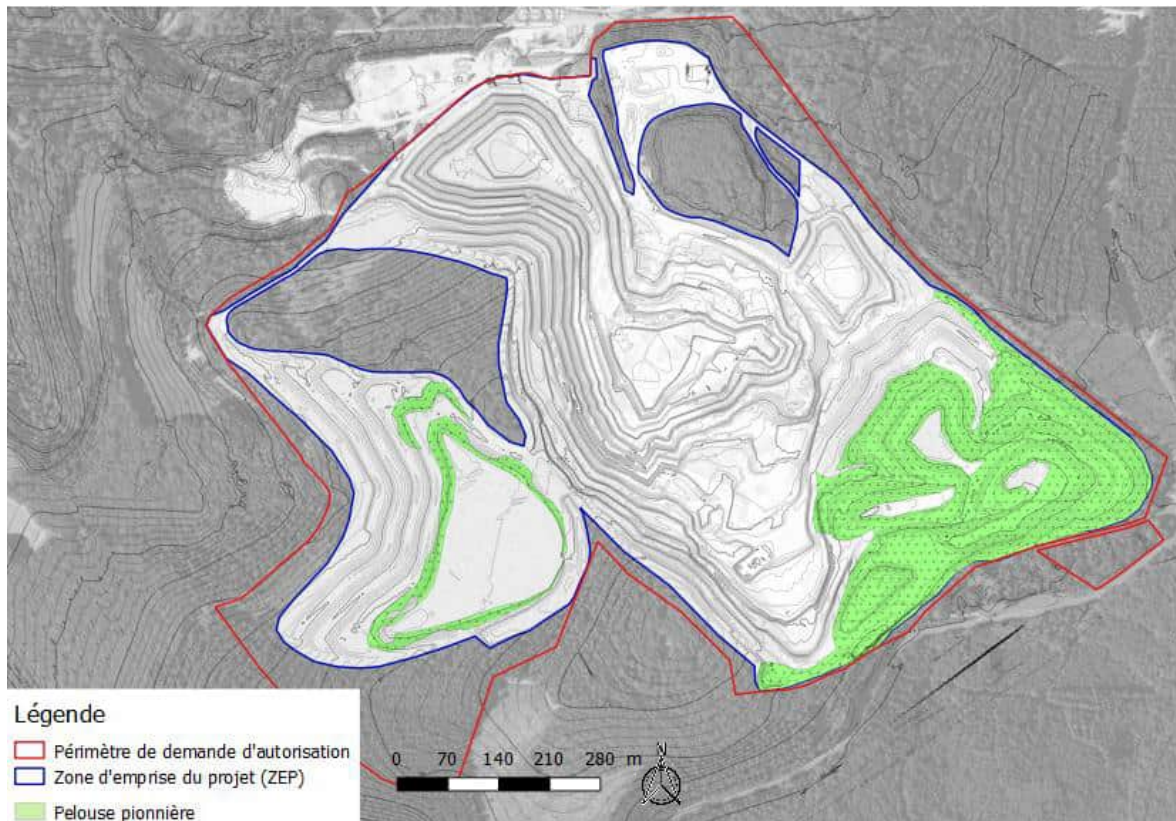 Légende
Périmètre de demande d'autorisation
Zone d'emprise du projet (ZEP)
Pelouse pionnière
0 70 140 210 280 m
N